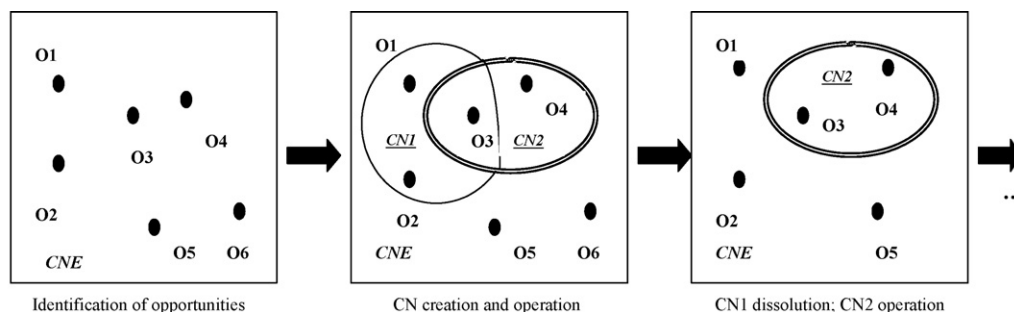 O1
O4
O3
O2
O5 O6
CNE
Identification of opportunities
O1
O4
CN1 O3 CN2
O2
O5 O6
CNE
CN creation and operation
O1
CN2
O4
O3
O2
CNE O5
CN1 dissolution; CN2 operation
..